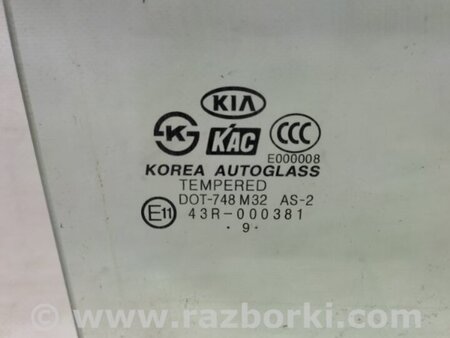 KIA
K KAC CCC
E000008
KOREA AUTOGLASS
TEMPERED
DOT-748 M32 AS-2
E11 43R-000381
· 9 ·
© www.razborki.com